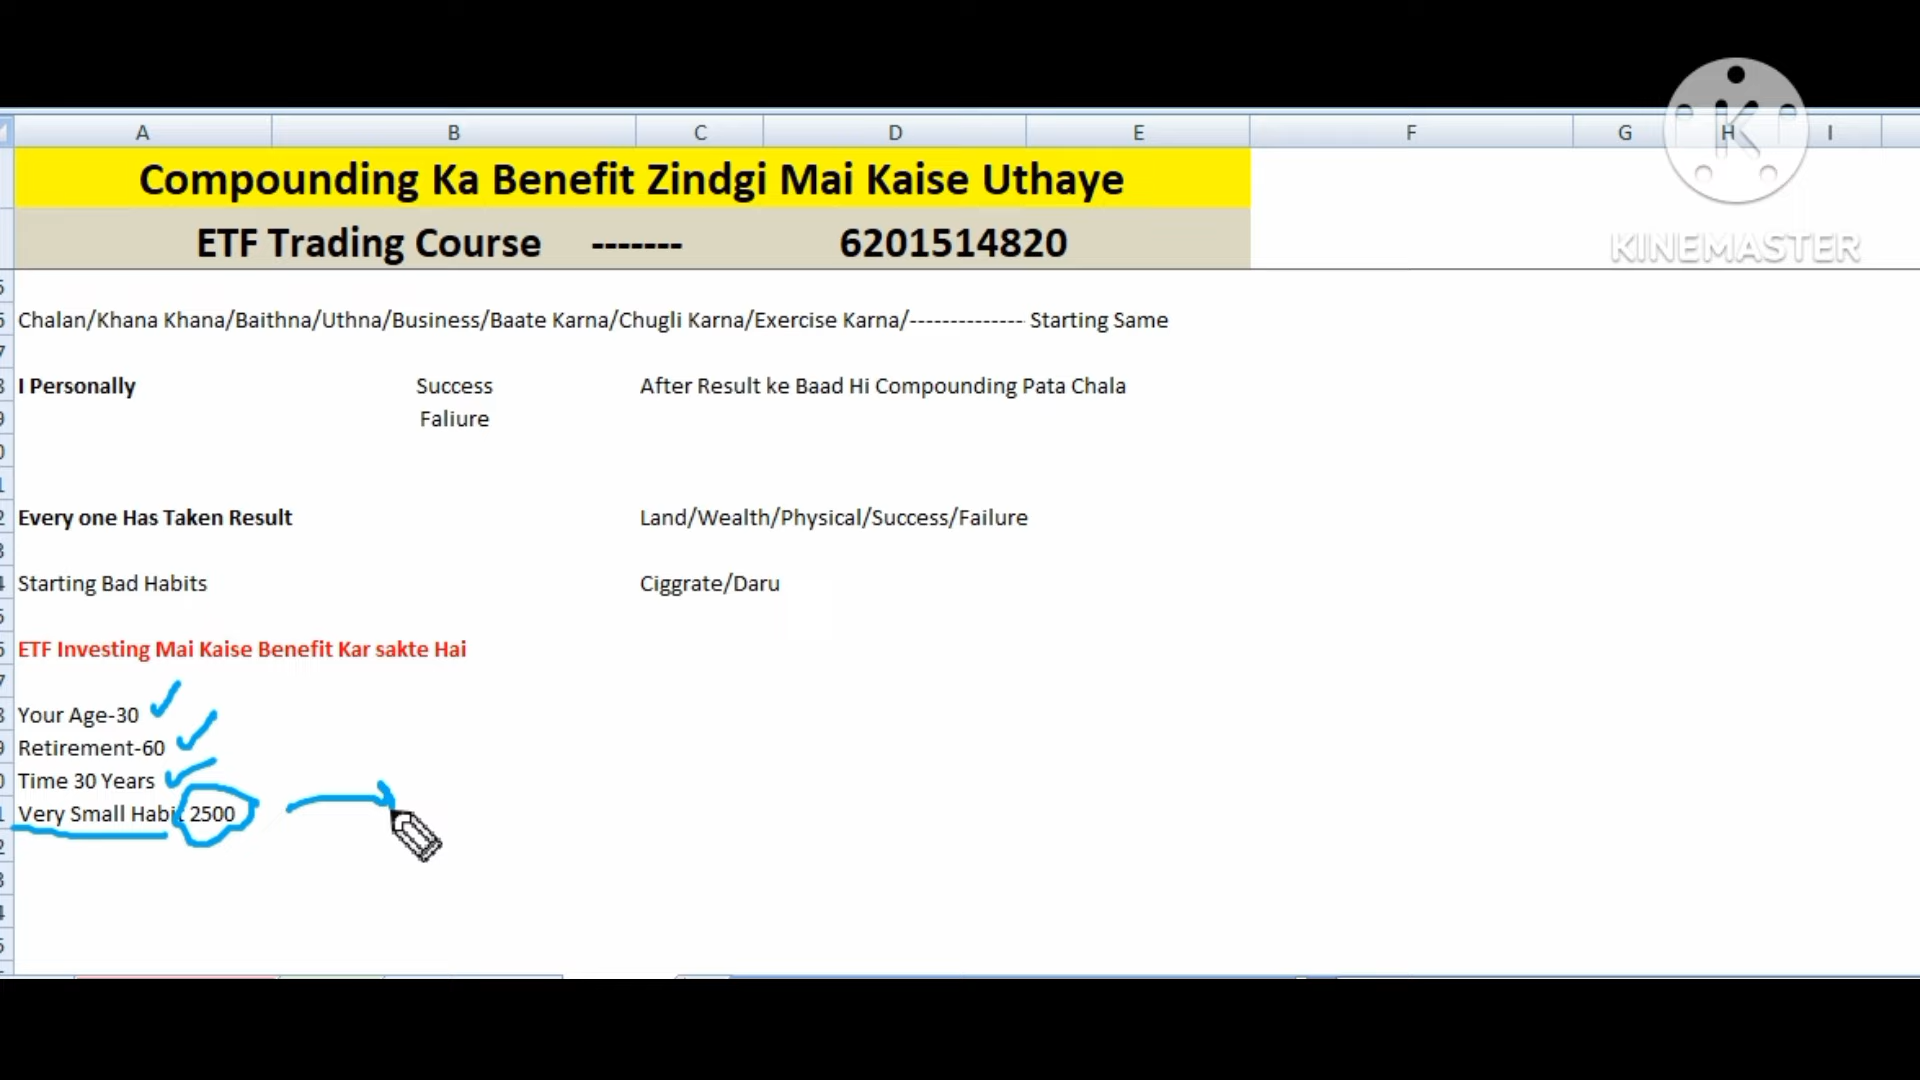 A B C D E F G H I
Compounding Ka Benefit Zindgi Mai Kaise Uthaye
ETF Trading Course ------- 6201514820
KINEMASTER
Chalan/Khana Khana/Baithna/Uthna/Business/Baate Karna/Chugli Karna/Exercise Karna/-------------- Starting Same
I Personally Success After Result ke Baad Hi Compounding Pata Chala
Faliure
Every one Has Taken Result Land/Wealth/Physical/Success/Failure
Starting Bad Habits Ciggrate/Daru
ETF Investing Mai Kaise Benefit Kar sakte Hai
Your Age-30
Retirement-60
Time 30 Years
Very Small Habit 2500